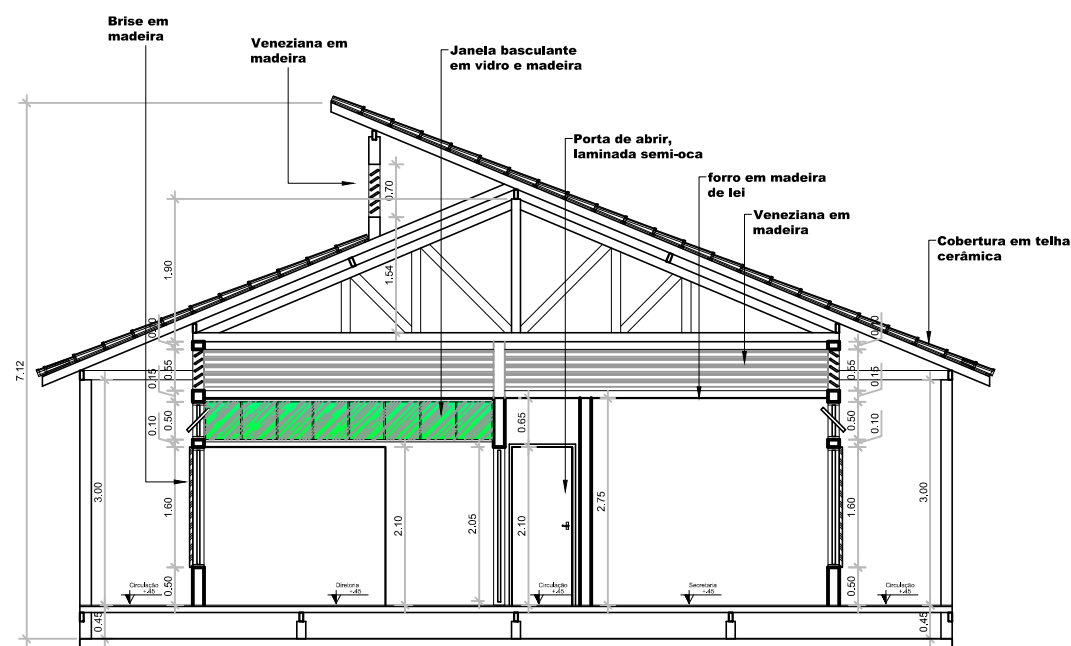 Brise em
madeira
Veneziana em
madeira
Janela basculante
em vidro e madeira
Porta de abrir,
laminada semi-oca
forro em madeira
de lei
Veneziana em
madeira
Cobertura em telha
cerâmica
7.12
1.90
0.70
1.54
0.55
0.15
0.50
0.10
3.00
1.60
0.50
0.45
2.10
2.05
0.65
2.10
2.75
0.55
0.15
0.50
0.10
1.60
3.00
0.50
0.45
Circulação
+.45
Diretoria
+.45
Circulação
+.45
Secretaria
+.45
Circulação
+.45